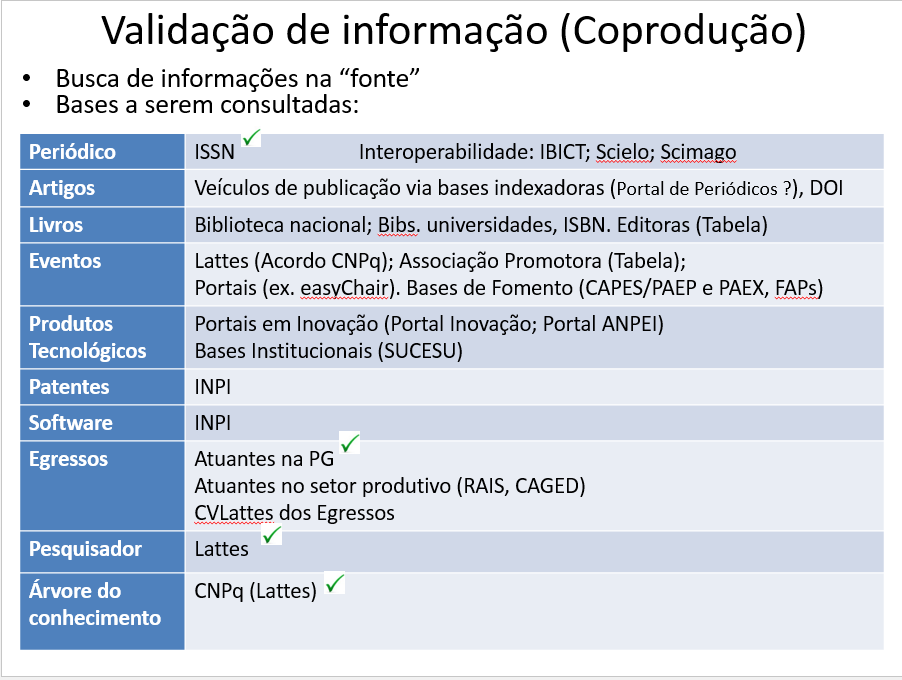 Validação de informação (Coprodução)
• Busca de informações na “fonte”
• Bases a serem consultadas:
Periódico ISSN ✓ Interoperabilidade: IBICT; Scielo; Scimago
Artigos Veículos de publicação via bases indexadoras (Portal de Periódicos ?), DOI
Livros Biblioteca nacional; Bibs. universidades, ISBN. Editoras (Tabela)
Eventos Lattes (Acordo CNPq); Associação Promotora (Tabela);
Portais (ex. easyChair). Bases de Fomento (CAPES/PAEP e PAEX, FAPs)
Produtos Portais em Inovação (Portal Inovação; Portal ANPEI)
Tecnológicos Bases Institucionais (SUCESU)
Patentes INPI
Software INPI
Egressos Atuantes na PG ✓
Atuantes no setor produtivo (RAIS, CAGED)
CVLattes dos Egressos
Pesquisador Lattes ✓
Árvore do CNPq (Lattes) ✓
conhecimento